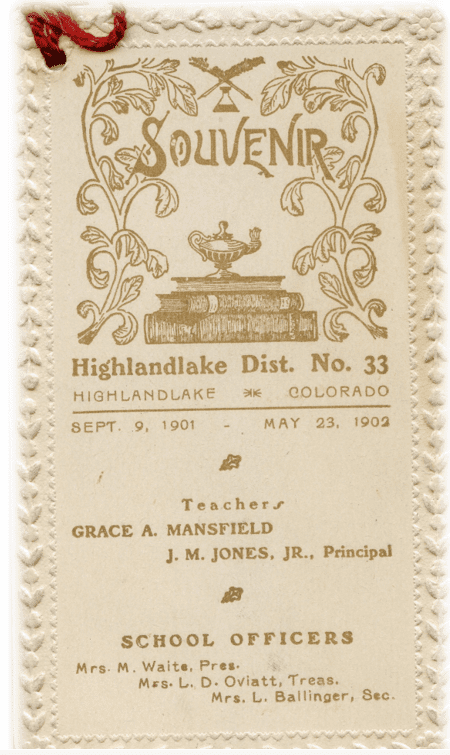 SOUVENIR
Highlandlake Dist. No. 33
HIGHLANDLAKE COLORADO
SEPT. 9, 1901 - MAY 23, 1902
Teachers
GRACE A. MANSFIELD
J. M. JONES, JR., Principal
SCHOOL OFFICERS
Mrs. M. Waite, Pres.
Mrs. L. D. Oviatt, Treas.
Mrs. L. Ballinger, Sec.